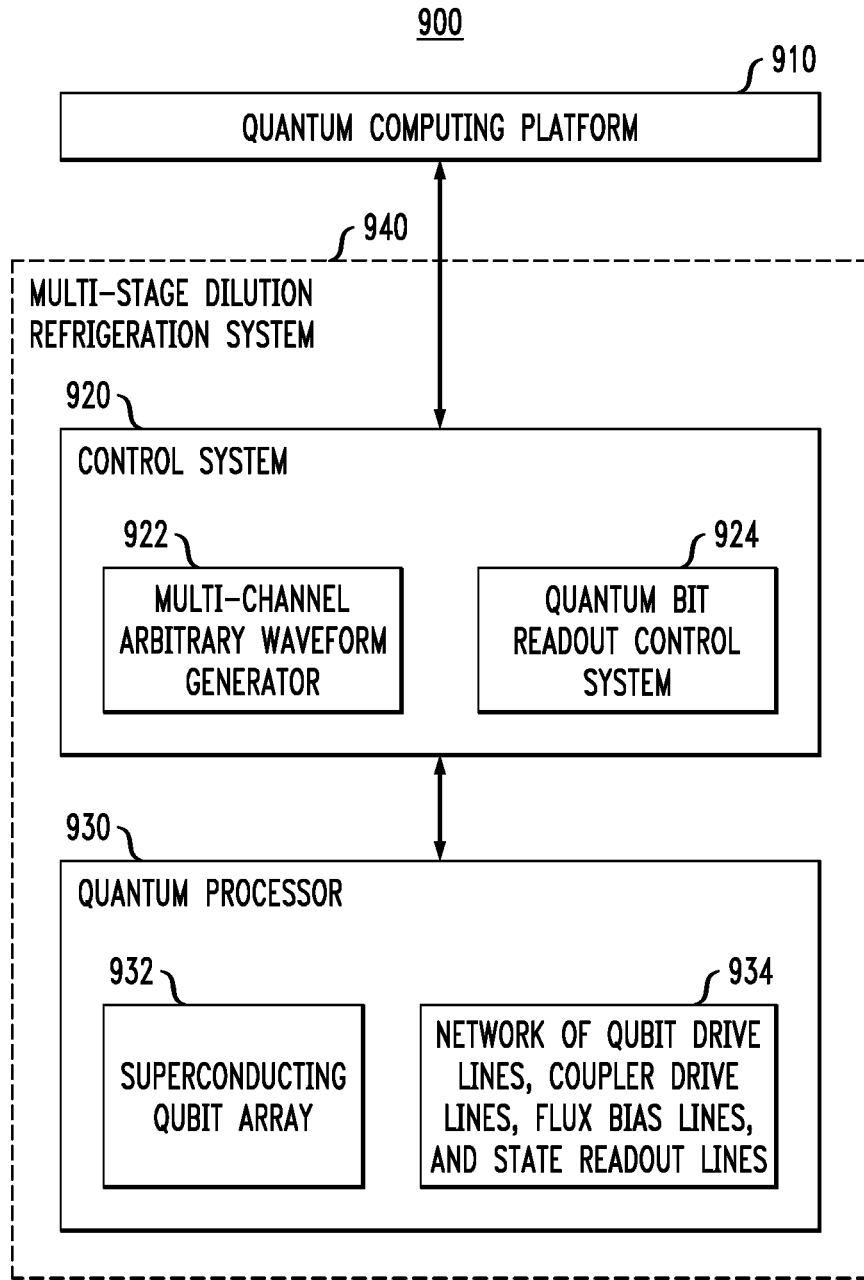 900
910
QUANTUM COMPUTING PLATFORM
940
MULTI-STAGE DILUTION
REFRIGERATION SYSTEM
920
CONTROL SYSTEM
922
MULTI-CHANNEL
ARBITRARY WAVEFORM
GENERATOR
924
QUANTUM BIT
READOUT CONTROL
SYSTEM
930
QUANTUM PROCESSOR
932
SUPERCONDUCTING
QUBIT ARRAY
934
NETWORK OF QUBIT DRIVE
LINES, COUPLER DRIVE
LINES, FLUX BIAS LINES,
AND STATE READOUT LINES